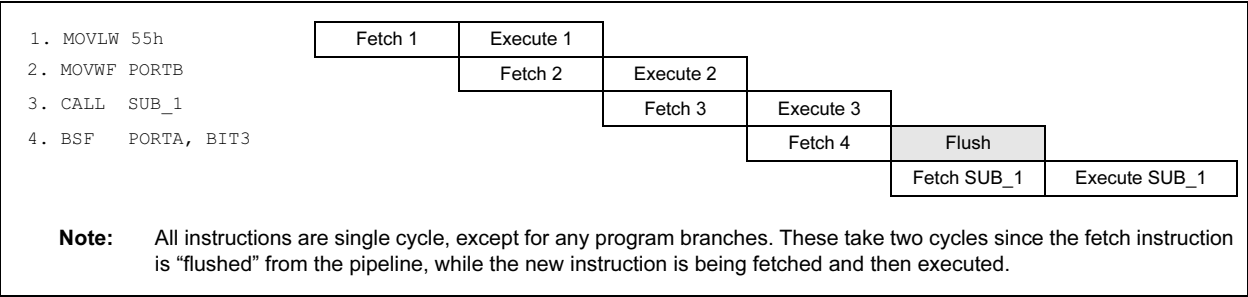 1. MOVLW 55h Fetch 1 Execute 1
2. MOVWF PORTB Fetch 2 Execute 2
3. CALL SUB_1 Fetch 3 Execute 3
4. BSF PORTA, BIT3 Fetch 4 Flush
Fetch SUB_1 Execute SUB_1
Note: All instructions are single cycle, except for any program branches. These take two cycles since the fetch instruction
is “flushed” from the pipeline, while the new instruction is being fetched and then executed.